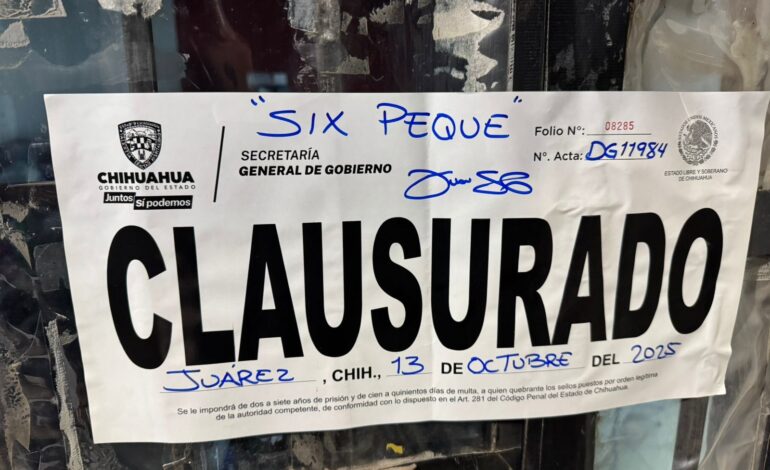 "SIX PEQUE"
Folio Nº: 08285
CHIHUAHUA
GOBIERNO DEL ESTADO
Juntos Sí podemos
SECRETARÍA
GENERAL DE GOBIERNO
Nº. Acta: DG11984
ESTADO LIBRE Y SOBERANO
DE CHIHUAHUA
CLAUSURADO
JUÁREZ, CHIH., 13 DE OCTUBRE DEL 2025
Se le impondrá de dos a siete años de prisión y de cien a quinientos días de multa, a quien quebrante los sellos puestos por orden legítima
de la autoridad competente, de conformidad con lo dispuesto en el Art. 281 del Código Penal del Estado de Chihuahua.